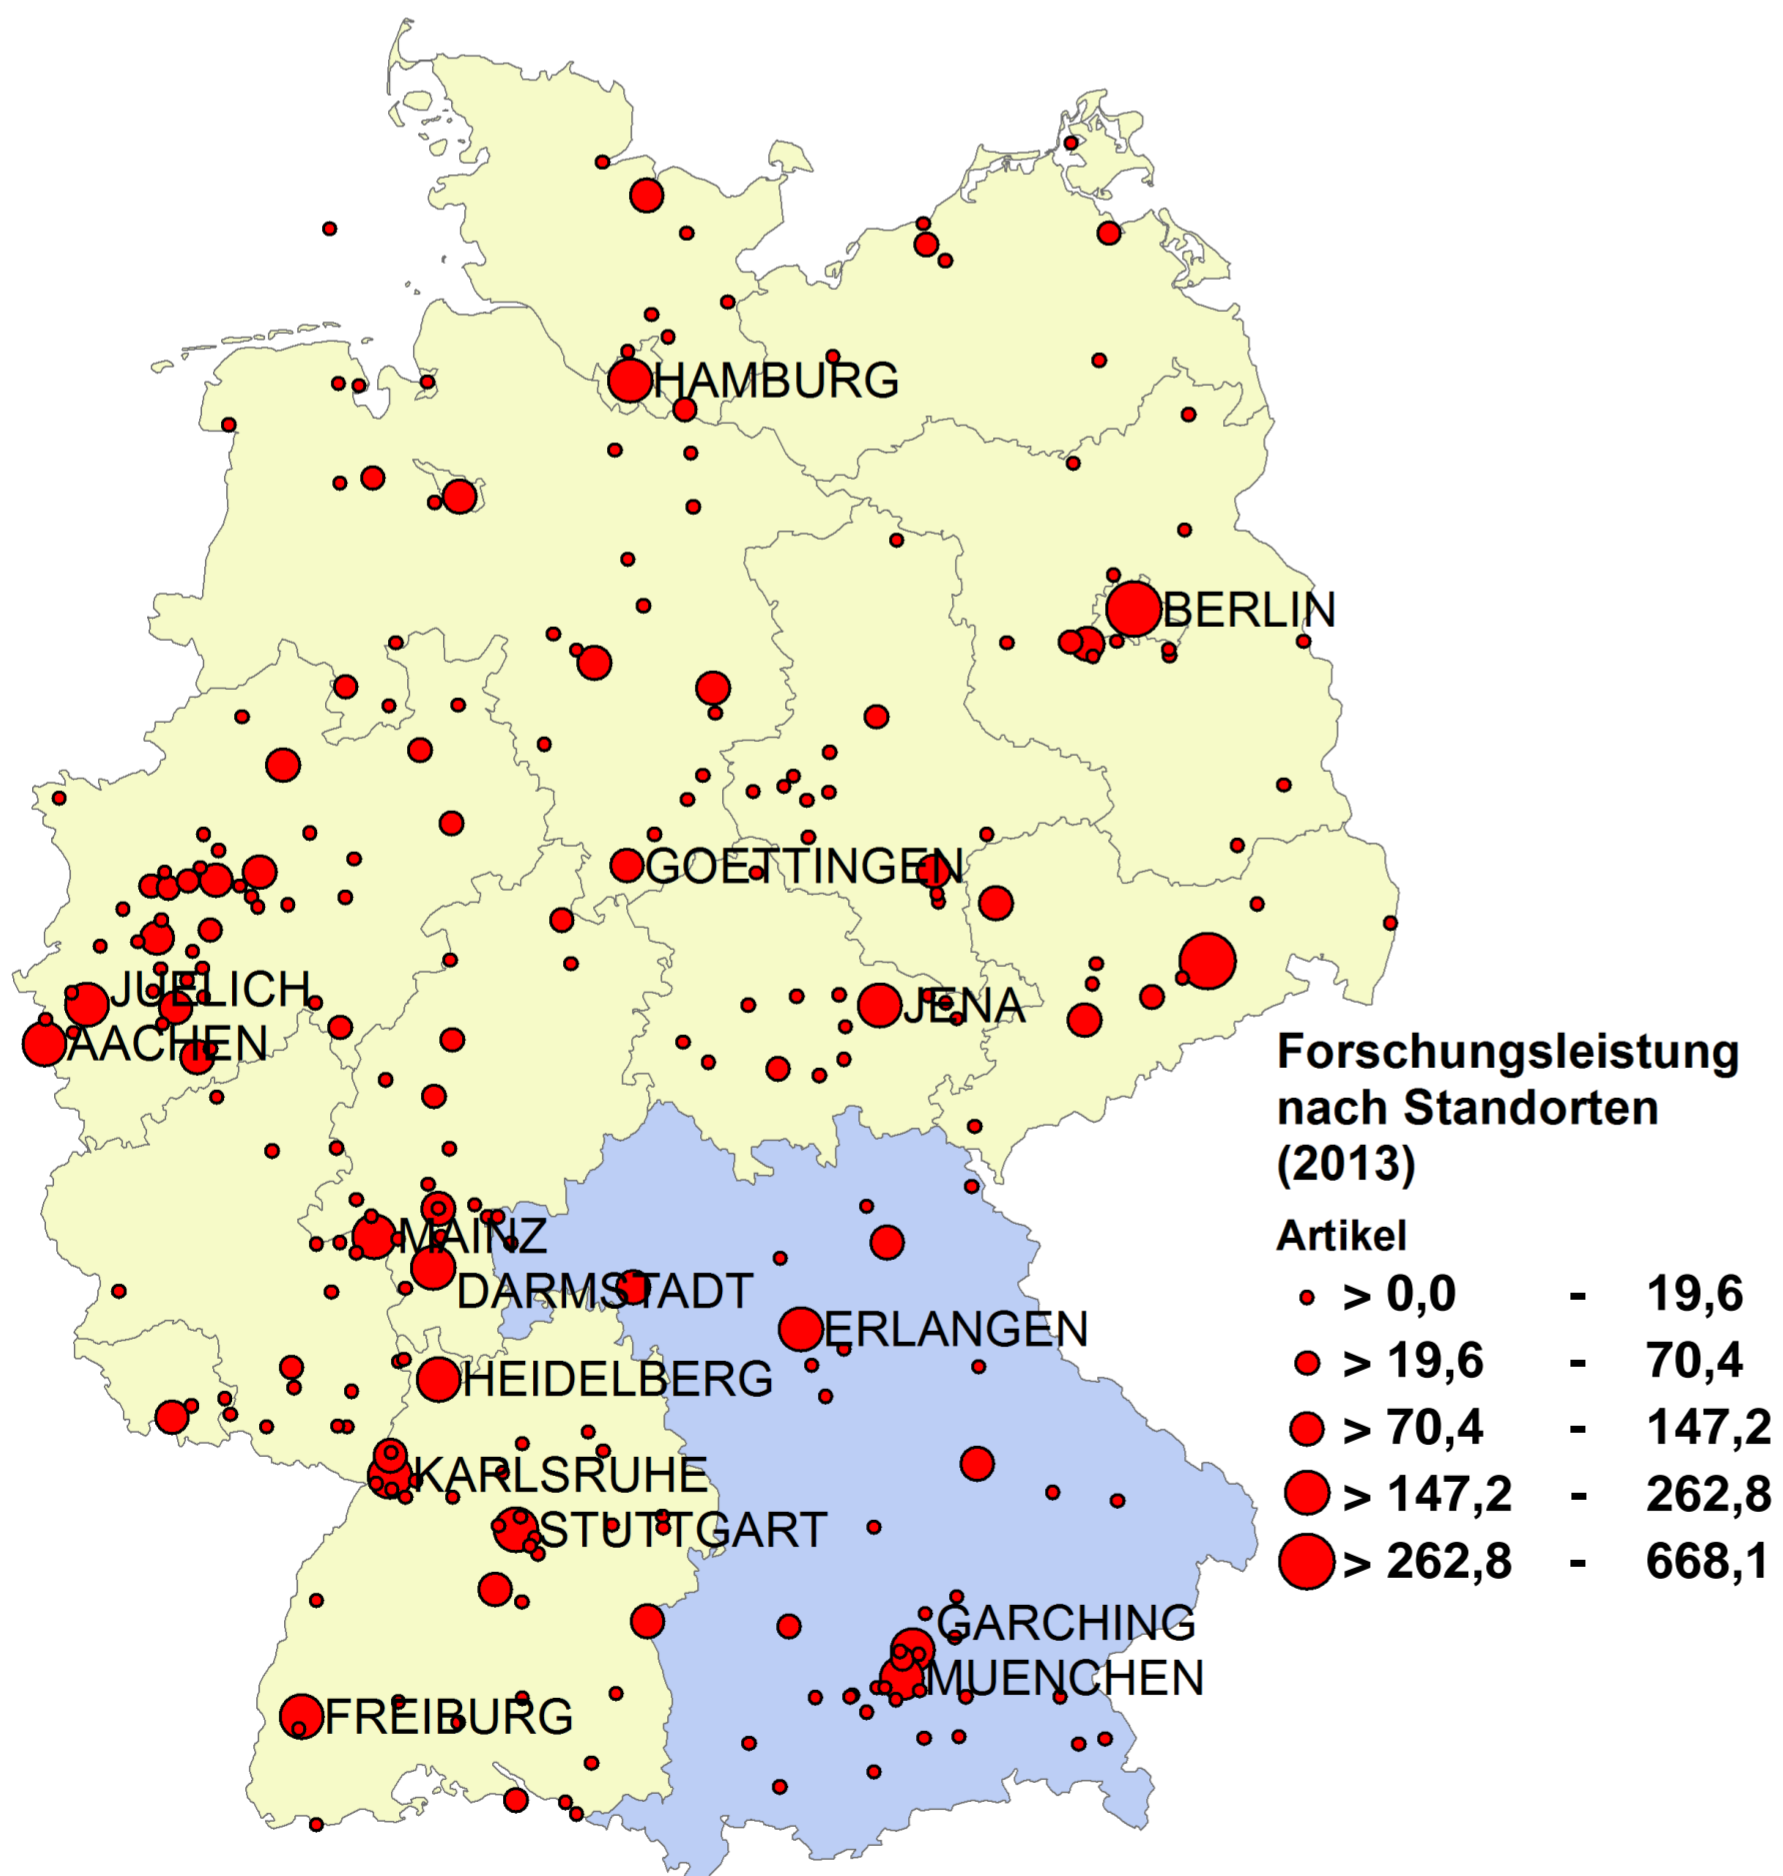 HAMBURG
BERLIN
GOETTINGEN
JUELICH
JENA
AACHEN
MAINZ
DARMSTADT
ERLANGEN
HEIDELBERG
KARLSRUHE
STUTTGART
GARCHING
MUENCHEN
FREIBURG
Forschungsleistung
nach Standorten
(2013)
Artikel
> 0,0 - 19,6
> 19,6 - 70,4
> 70,4 - 147,2
> 147,2 - 262,8
> 262,8 - 668,1